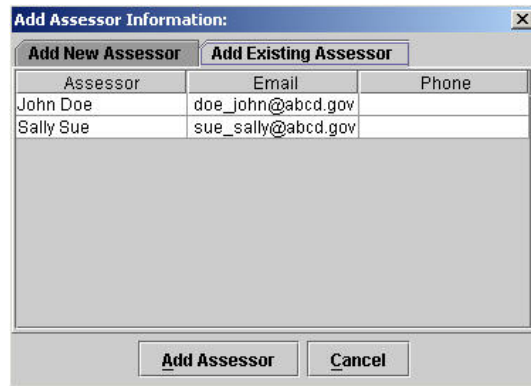 Add Assessor Information:
Add New Assessor Add Existing Assessor
Assessor Email Phone
John Doe doe_john@abcd.gov
Sally Sue sue_sally@abcd.gov
Add Assessor Cancel